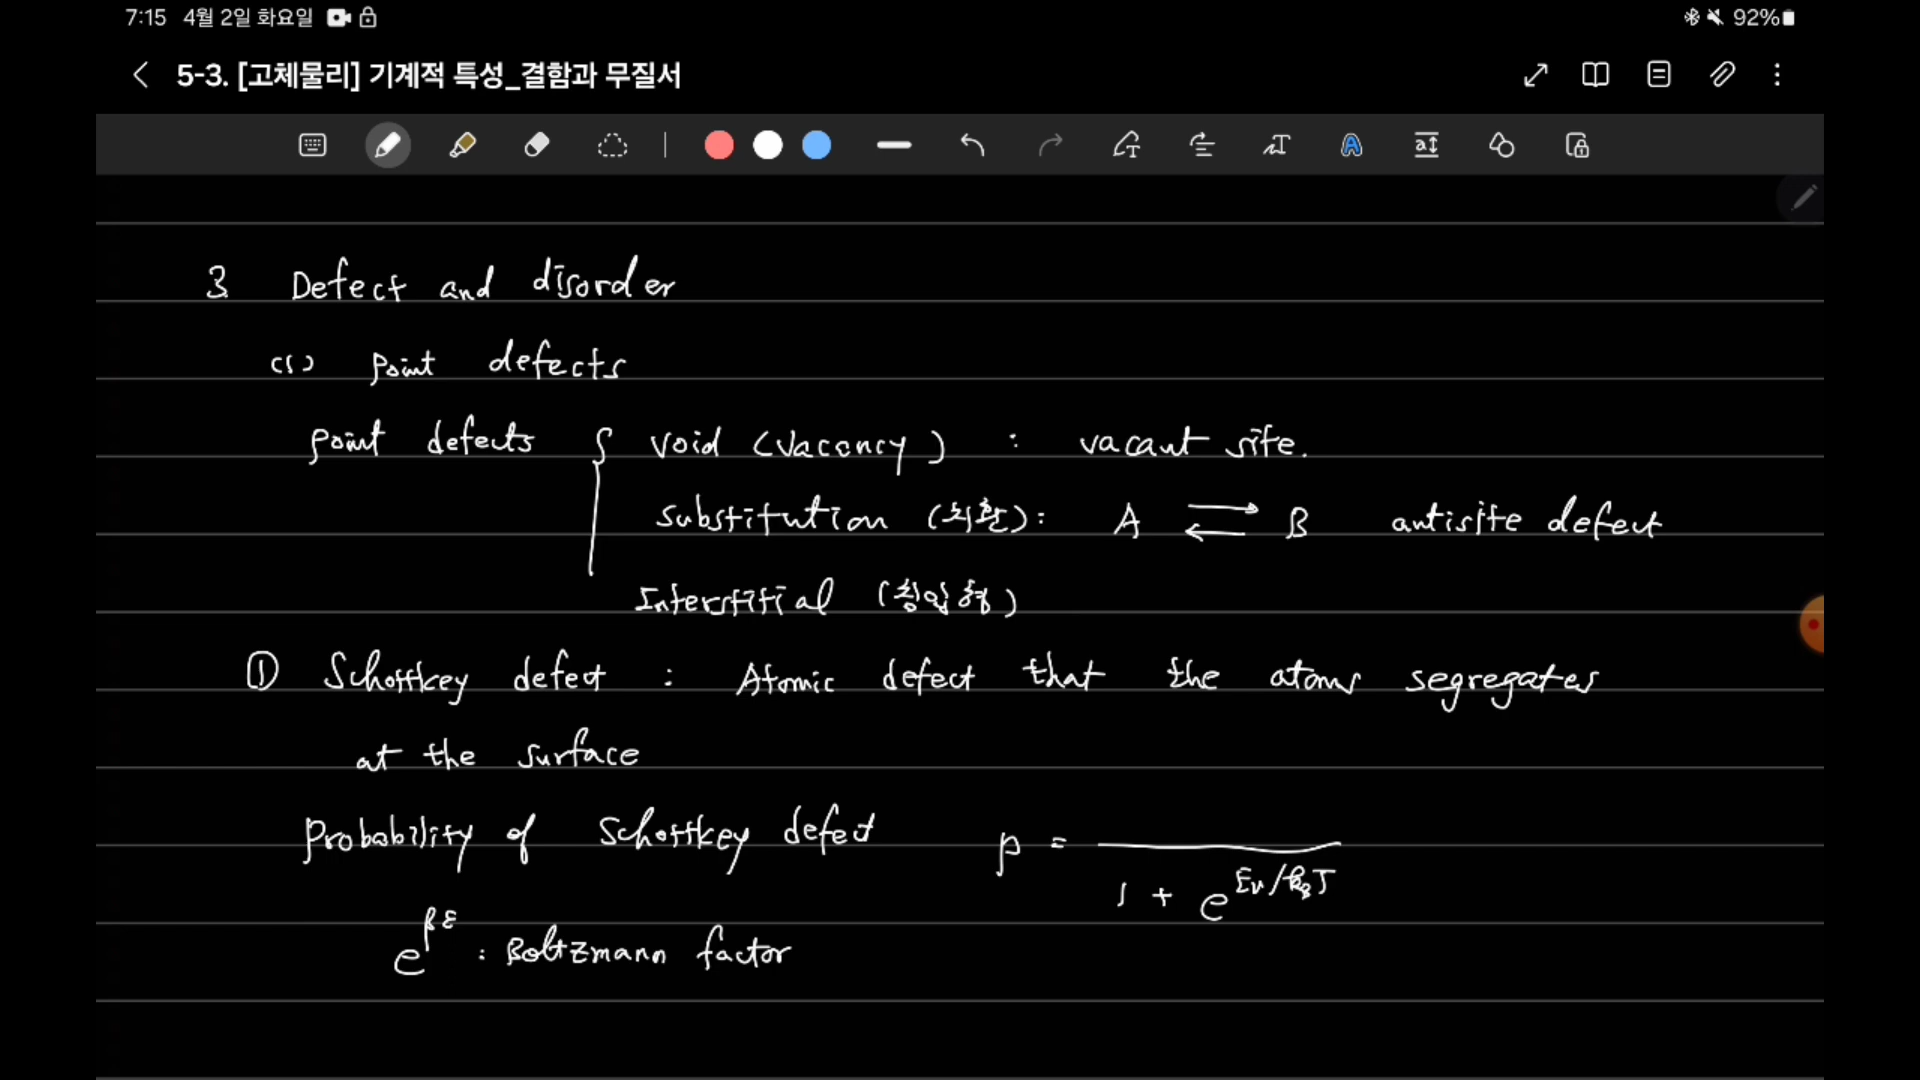 7:15 4월 2일 화요일 92%
5-3. [고체물리] 기계적 특성_결함과 무질서
3 Defect and disorder
(1) point defects
point defects { void (vacancy) : vacant site.
substitution (치환) : A ⇄ B antisite defect
Interstitial (침입형)
① Schottkey defect : Atomic defect that the atoms segregates
at the surface
probability of Schottkey defect p = ――― / 1 + e^{Ev/k_BT}
e^{βε} : Boltzmann factor